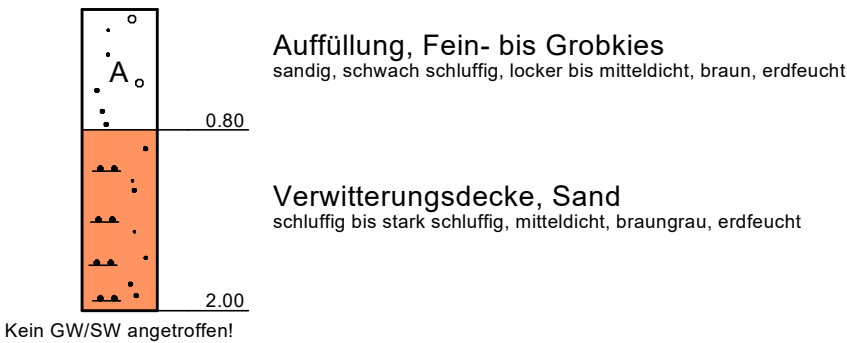 Auffüllung, Fein- bis Grobkies
sandig, schwach schluffig, locker bis mitteldicht, braun, erdfeucht
A
0.80
Verwitterungsdecke, Sand
schluffig bis stark schluffig, mitteldicht, braungrau, erdfeucht
2.00
Kein GW/SW angetroffen!